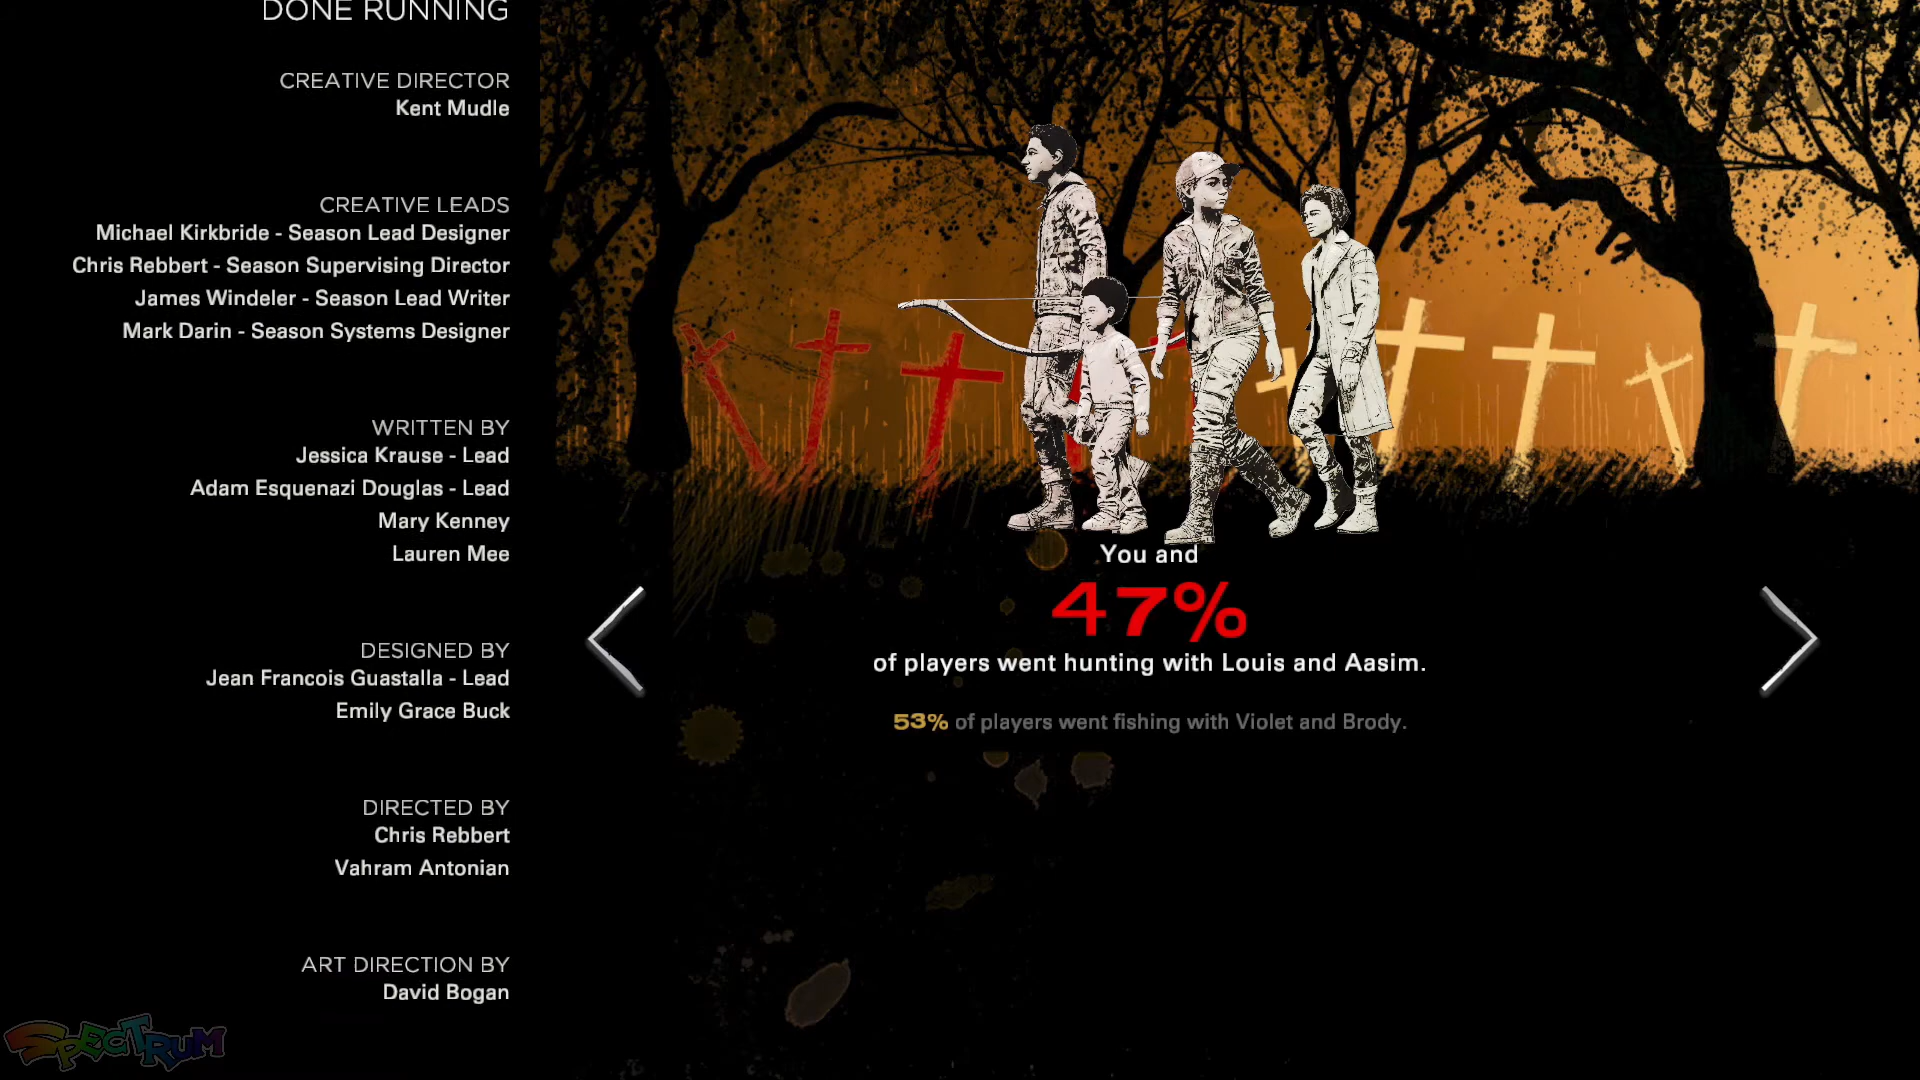 DONE RUNNING
CREATIVE DIRECTOR
Kent Mudle
CREATIVE LEADS
Michael Kirkbride - Season Lead Designer
Chris Rebbert - Season Supervising Director
James Windeler - Season Lead Writer
Mark Darin - Season Systems Designer
WRITTEN BY
Jessica Krause - Lead
Adam Esquenazi Douglas - Lead
Mary Kenney
Lauren Mee
DESIGNED BY
Jean Francois Guastalla - Lead
Emily Grace Buck
DIRECTED BY
Chris Rebbert
Vahram Antonian
ART DIRECTION BY
David Bogan
SPECTRUM
You and
47%
of players went hunting with Louis and Aasim.
53% of players went fishing with Violet and Brody.